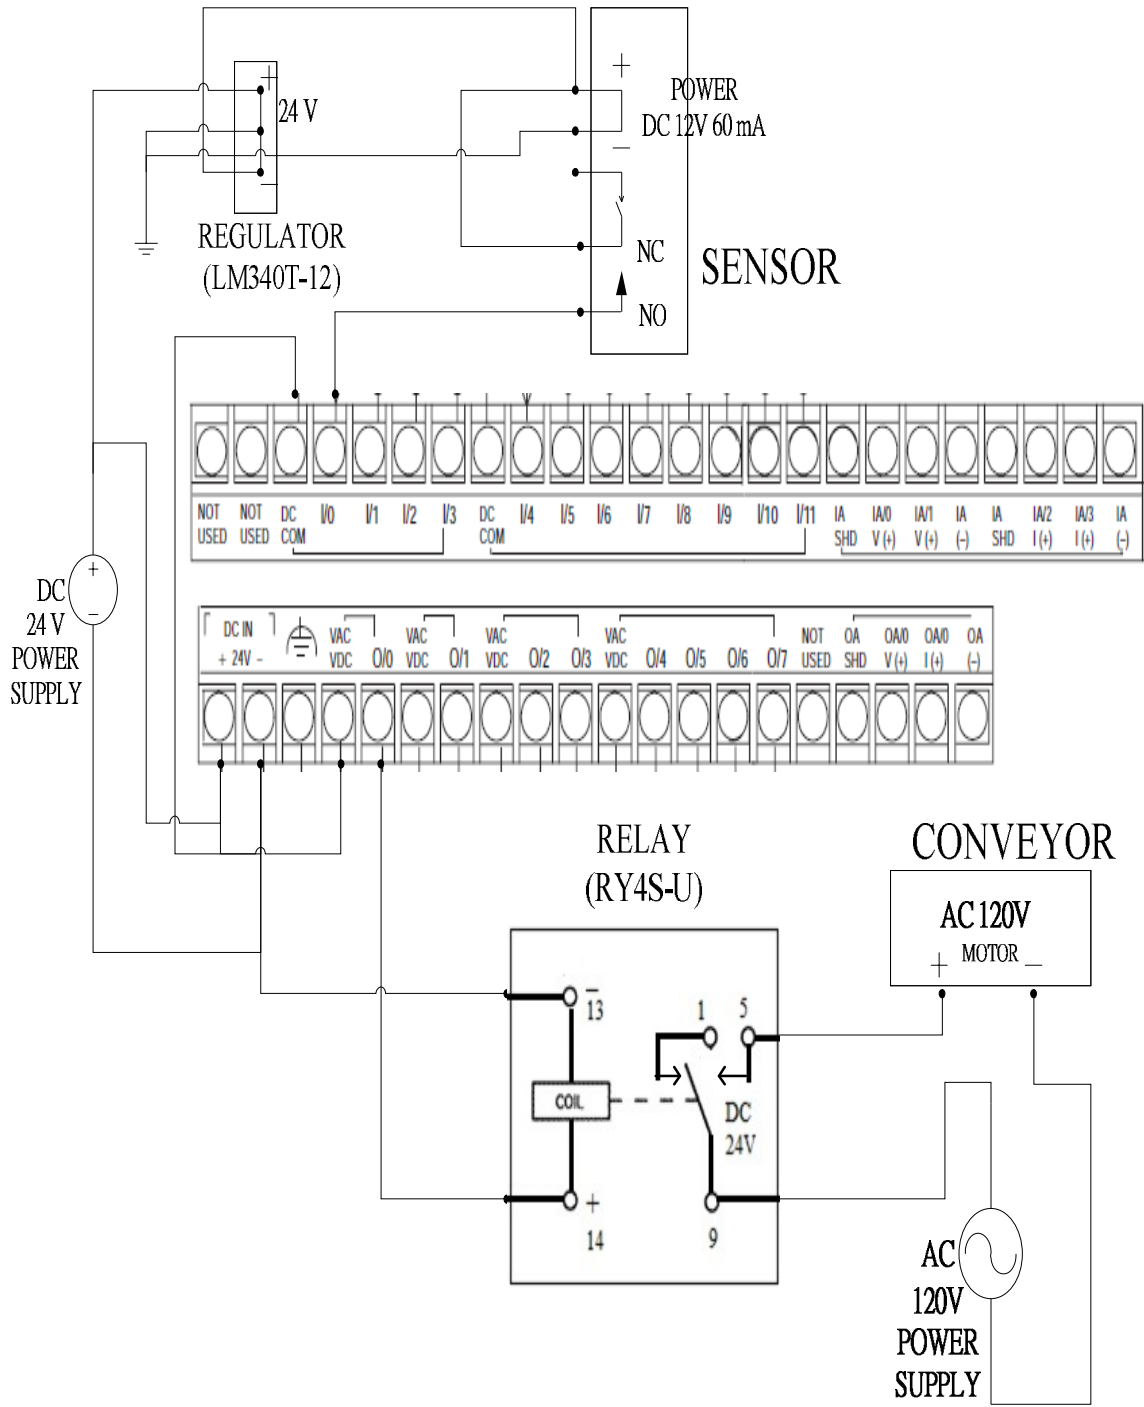 +
24 V
−
REGULATOR
(LM340T-12)
+
POWER
DC 12V 60 mA
−
NC
NO
SENSOR
NOT USED
NOT USED
DC COM
I/0
I/1
I/2
I/3
DC COM
I/4
I/5
I/6
I/7
I/8
I/9
I/10
I/11
IA SHD
IA/0 V (+)
IA/1 V (+)
IA (−)
IA SHD
IA/2 I (+)
IA/3 I (+)
IA (−)
+
−
DC
24 V
POWER
SUPPLY
DC IN
+ 24V −
VAC VDC
O/0
VAC VDC
O/1
VAC VDC
O/2
O/3
VAC VDC
O/4
O/5
O/6
O/7
NOT USED
OA SHD
OA/0 V (+)
OA/0 I (+)
OA (−)
RELAY
(RY4S-U)
−
13
COIL
+
14
1
5
DC
24V
9
CONVEYOR
AC 120V
MOTOR
+
−
AC
120V
POWER
SUPPLY